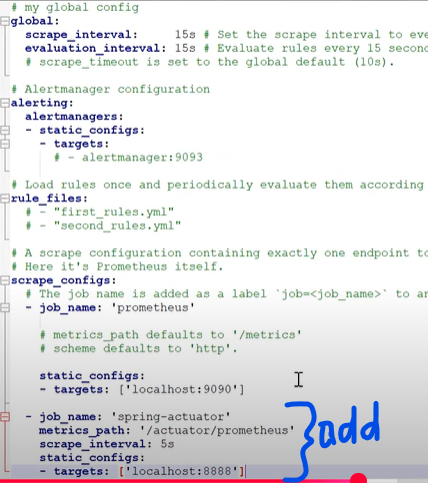 # my global config
global:
scrape_interval: 15s # Set the scrape interval to
evaluation_interval: 15s # Evaluate rules every 15
# scrape_timeout is set to the global default (10s).
# Alertmanager configuration
alerting:
alertmanagers:
- static_configs:
- targets:
# - alertmanager:9093
# Load rules once and periodically evaluate them according
rule_files:
# - "first_rules.yml"
# - "second_rules.yml"
# A scrape configuration containing exactly one endpoint to
# Here it's Prometheus itself.
scrape_configs:
# The job name is added as a label `job=<job_name>` to
- job_name: 'prometheus'
# metrics_path defaults to '/metrics'
# scheme defaults to 'http'.
static_configs:
- targets: ['localhost:9090']
- job_name: 'spring-actuator'
metrics_path: '/actuator/prometheus'
scrape_interval: 5s
static_configs:
- targets: ['localhost:8888']
add